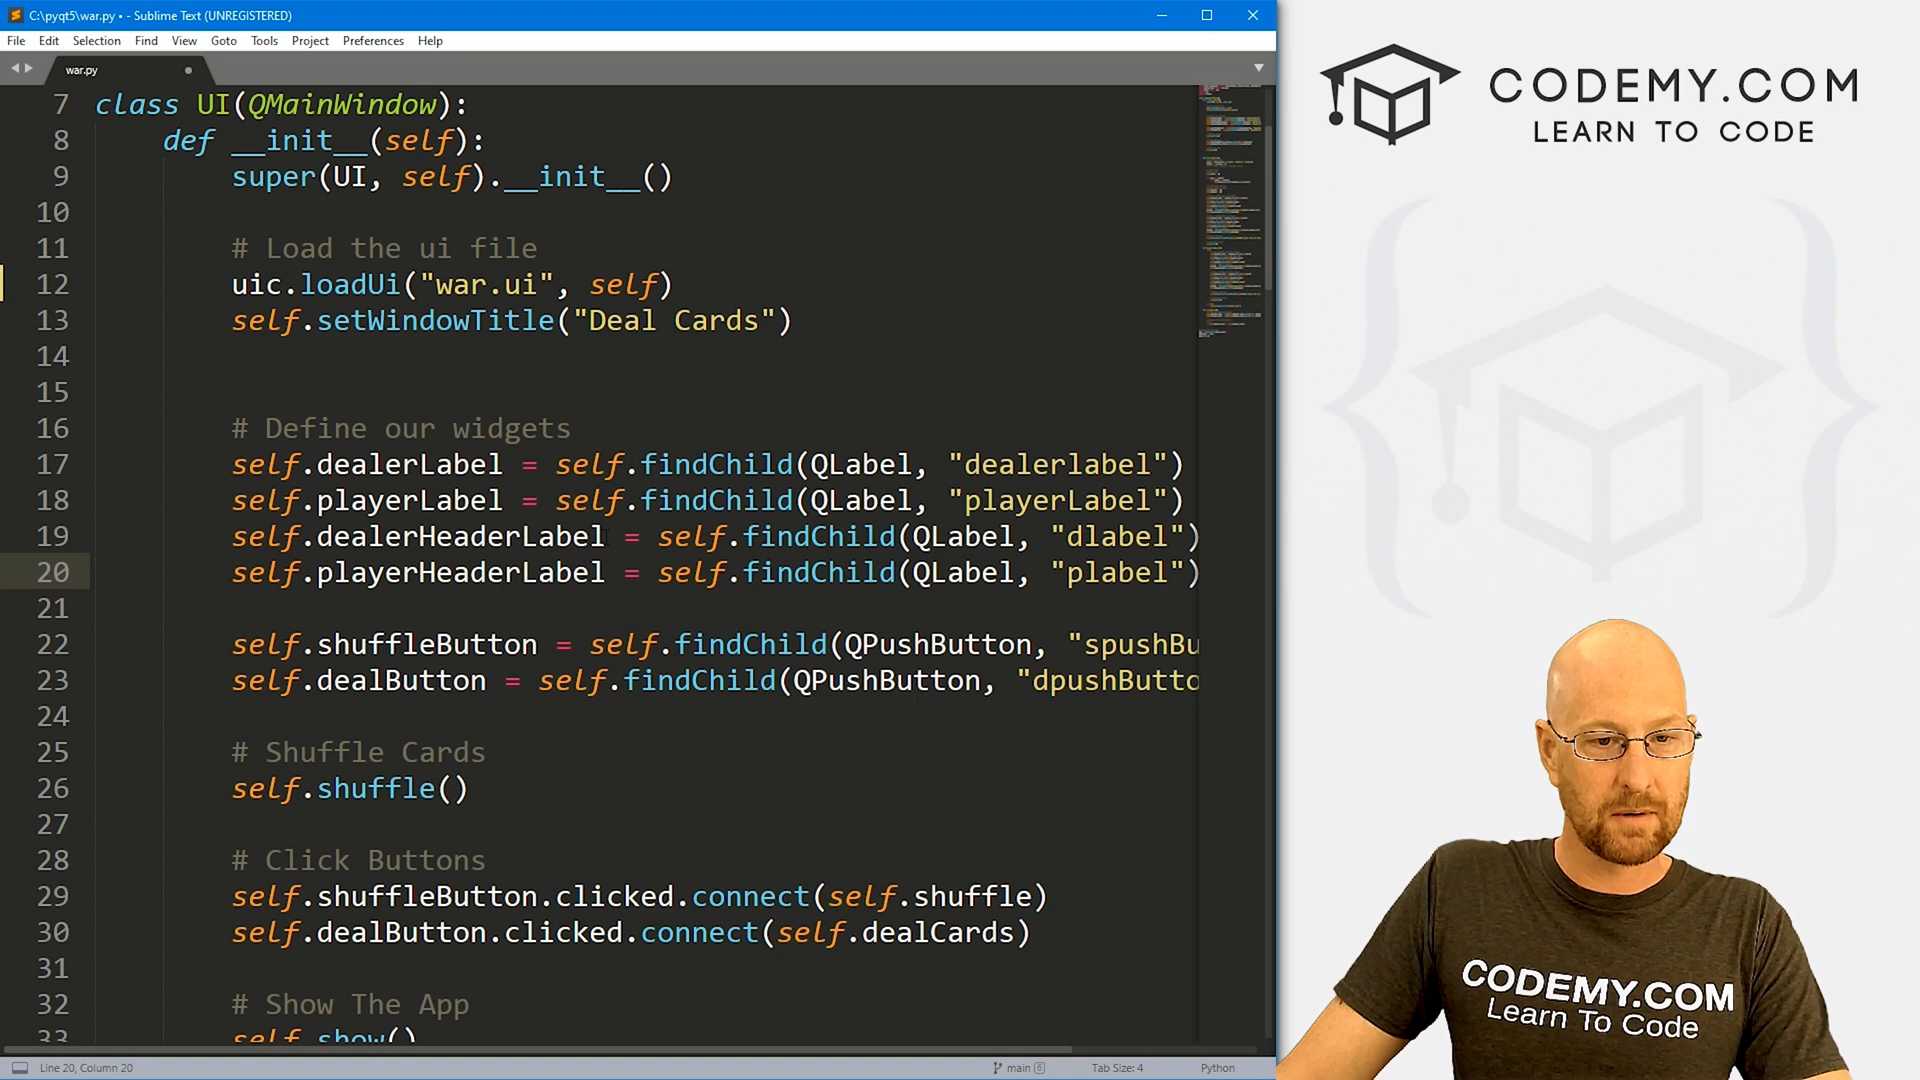 C:\pyqt5\war.py • - Sublime Text (UNREGISTERED)
File Edit Selection Find View Goto Tools Project Preferences Help
war.py
7 class UI(QMainWindow):
8 def __init__(self):
9 super(UI, self).__init__()
10
11 # Load the ui file
12 uic.loadUi("war.ui", self)
13 self.setWindowTitle("Deal Cards")
14
15
16 # Define our widgets
17 self.dealerLabel = self.findChild(QLabel, "dealerlabel")
18 self.playerLabel = self.findChild(QLabel, "playerLabel")
19 self.dealerHeaderLabel = self.findChild(QLabel, "dlabel")
20 self.playerHeaderLabel = self.findChild(QLabel, "plabel")
21
22 self.shuffleButton = self.findChild(QPushButton, "spushBu
23 self.dealButton = self.findChild(QPushButton, "dpushButto
24
25 # Shuffle Cards
26 self.shuffle()
27
28 # Click Buttons
29 self.shuffleButton.clicked.connect(self.shuffle)
30 self.dealButton.clicked.connect(self.dealCards)
31
32 # Show The App
33 self.show()
Line 20, Column 20
main 6
Tab Size: 4
Python
CODEMY.COM
LEARN TO CODE
CODEMY.COM
Learn To Code